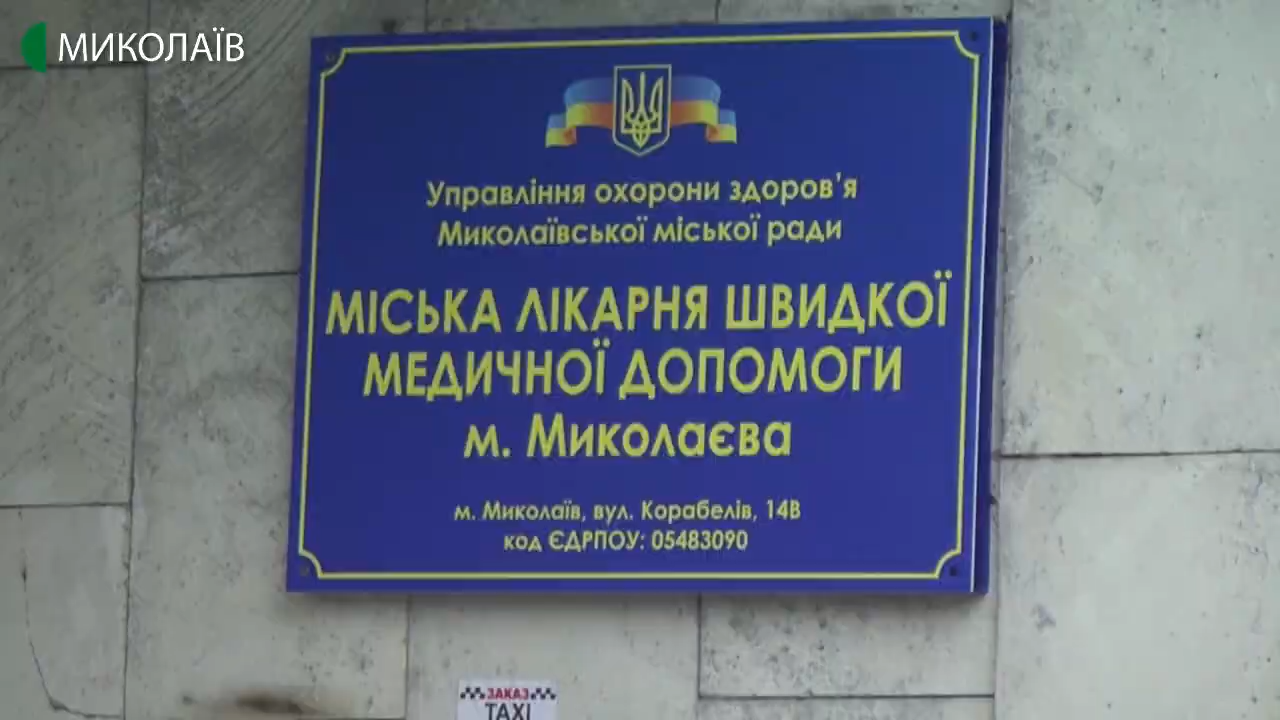 МИКОЛАЇВ
Управління охорони здоров'я
Миколаївської міської ради
МІСЬКА ЛІКАРНЯ ШВИДКОЇ
МЕДИЧНОЇ ДОПОМОГИ
м. Миколаєва
м. Миколаїв, вул. Корабелів, 14В
код ЄДРПОУ: 05483090
ЗАКАЗ
TAXI